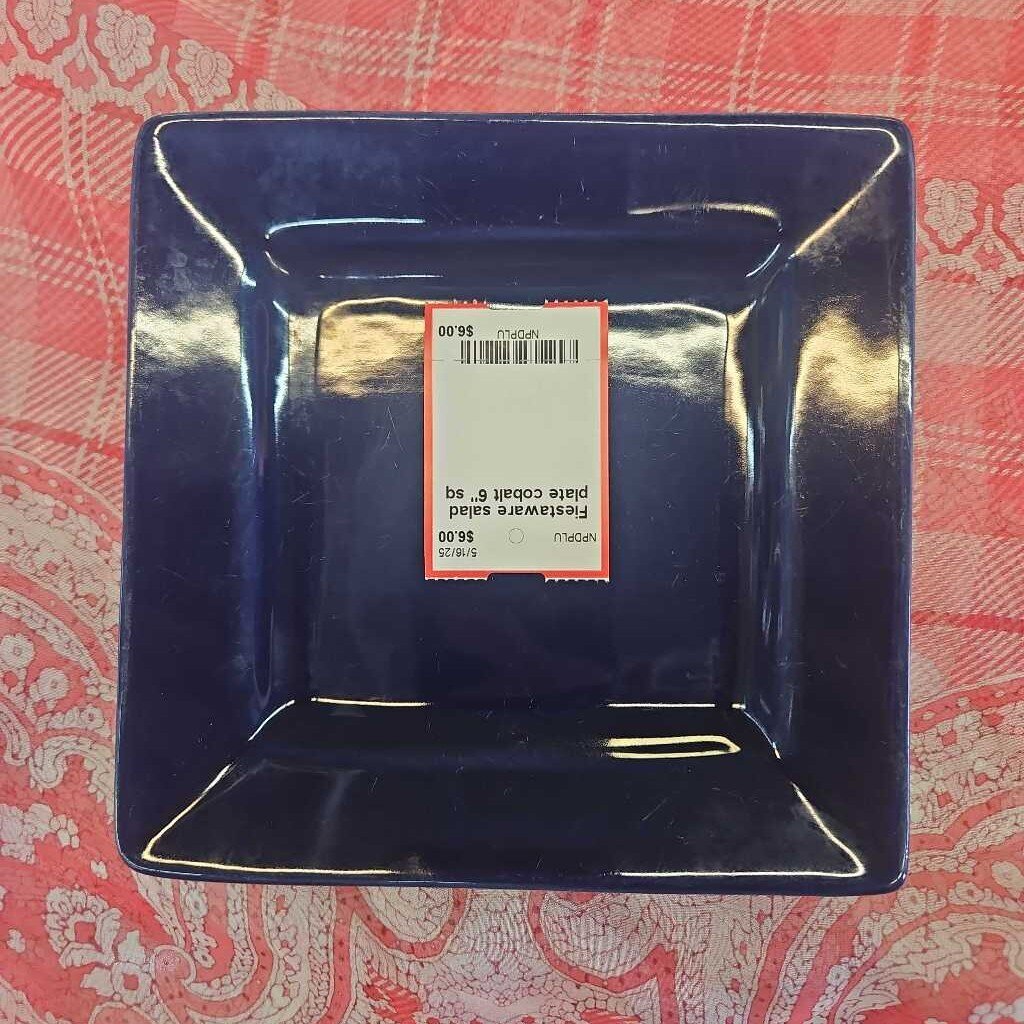 5/16/25
NPDPLU $6.00
Fiestaware salad
plate cobalt 6" sq
NPDPLU $6.00